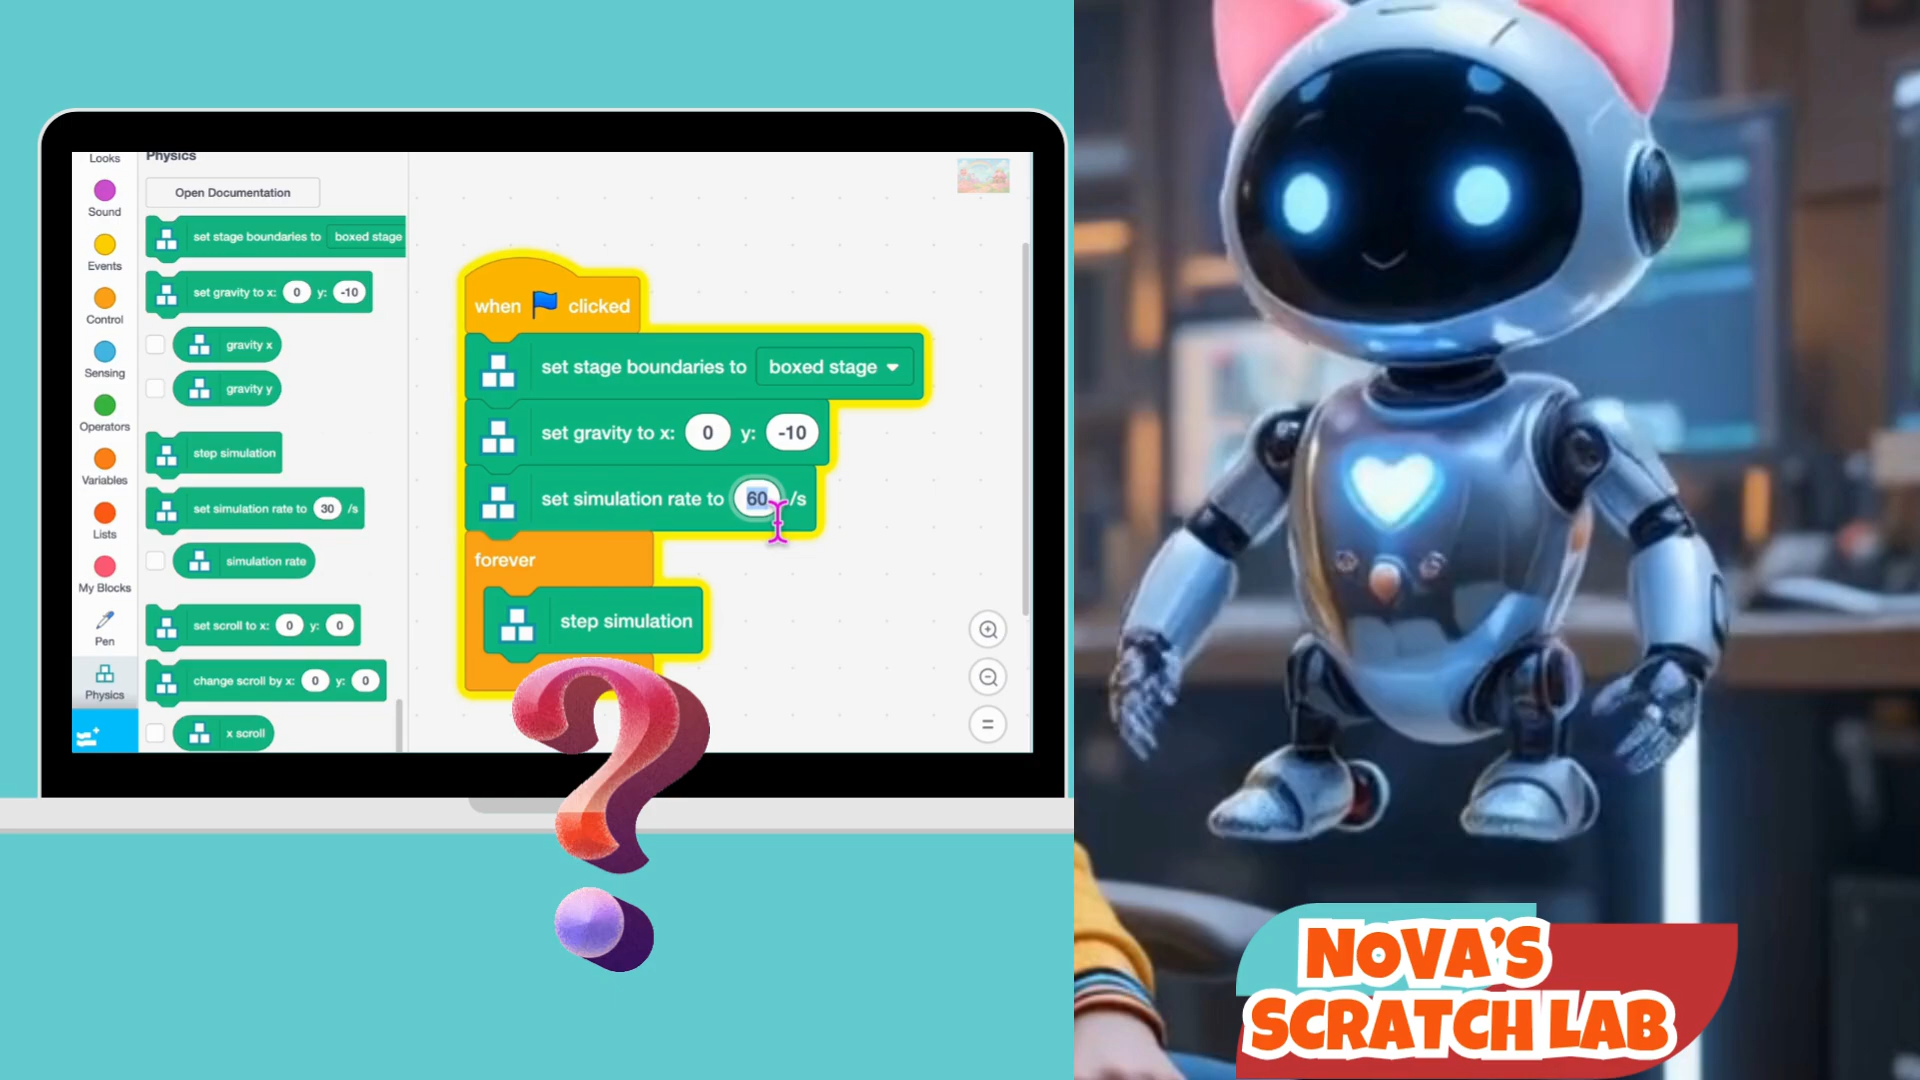 Looks
Sound
Events
Control
Sensing
Operators
Variables
Lists
My Blocks
Pen
Physics
Physics
Open Documentation
set stage boundaries to boxed stage
set gravity to x: 0 y: -10
gravity x
gravity y
step simulation
set simulation rate to 30 /s
simulation rate
set scroll to x: 0 y: 0
change scroll by x: 0 y: 0
x scroll
when clicked
set stage boundaries to boxed stage
set gravity to x: 0 y: -10
set simulation rate to 60 /s
forever
step simulation
?
NOVA'S
SCRATCH LAB